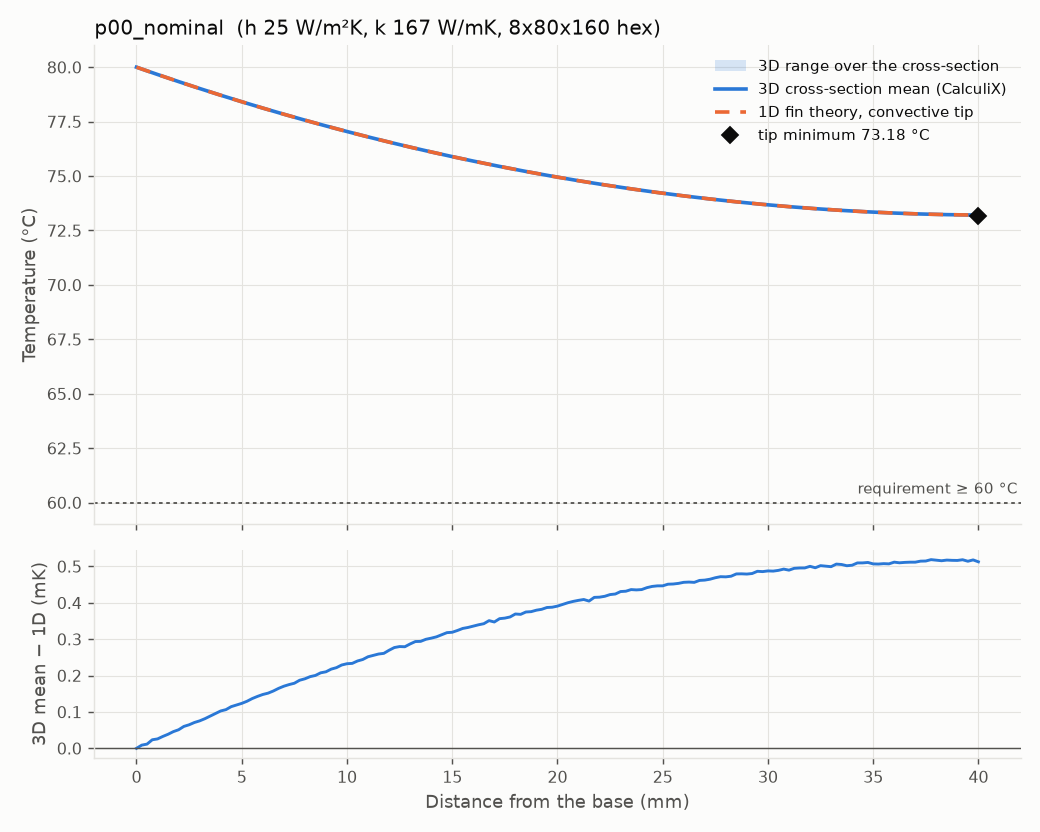 p00_nominal (h 25 W/m²K, k 167 W/mK, 8x80x160 hex)
3D range over the cross-section
3D cross-section mean (CalculiX)
1D fin theory, convective tip
tip minimum 73.18 °C
Temperature (°C)
80.0
77.5
75.0
72.5
70.0
67.5
65.0
62.5
60.0
requirement ≥ 60 °C
3D mean − 1D (mK)
0.5
0.4
0.3
0.2
0.1
0.0
0 5 10 15 20 25 30 35 40
Distance from the base (mm)